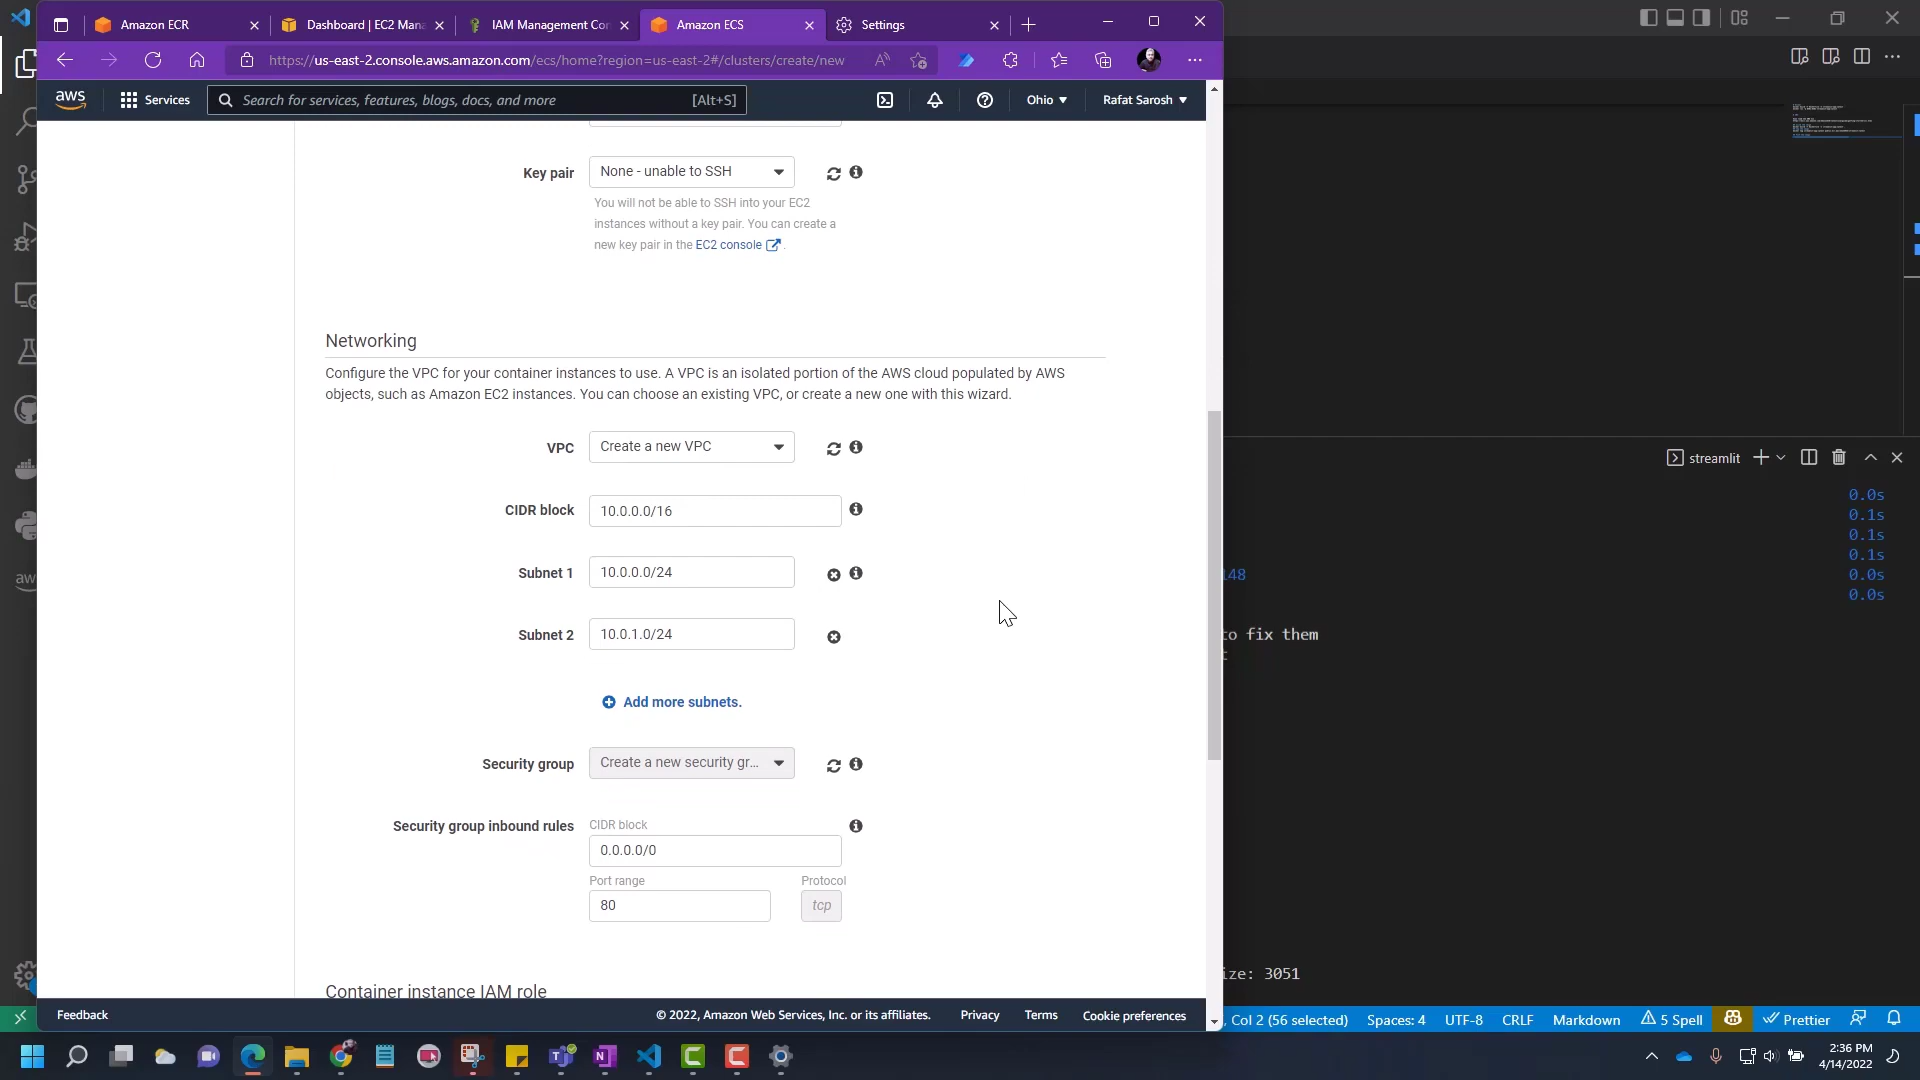 Amazon ECR
Dashboard | EC2 Mana
IAM Management Con
Amazon ECS
Settings
https://us-east-2.console.aws.amazon.com/ecs/home?region=us-east-2#/clusters/create/new
aws
Services
Search for services, features, blogs, docs, and more
[Alt+S]
Ohio
Rafat Sarosh
Key pair
None - unable to SSH
You will not be able to SSH into your EC2
instances without a key pair. You can create a
new key pair in the EC2 console .
Networking
Configure the VPC for your container instances to use. A VPC is an isolated portion of the AWS cloud populated by AWS
objects, such as Amazon EC2 instances. You can choose an existing VPC, or create a new one with this wizard.
VPC
Create a new VPC
CIDR block
10.0.0.0/16
Subnet 1
10.0.0.0/24
Subnet 2
10.0.1.0/24
Add more subnets.
Security group
Create a new security gr...
Security group inbound rules
CIDR block
0.0.0.0/0
Port range
Protocol
80
tcp
Container instance IAM role
Feedback
© 2022, Amazon Web Services, Inc. or its affiliates.
Privacy
Terms
Cookie preferences
streamlit
0.0s
0.1s
0.1s
0.1s
148
0.0s
0.0s
to fix them
ize: 3051
, Col 2 (56 selected)
Spaces: 4
UTF-8
CRLF
Markdown
5 Spell
Prettier
2:36 PM
4/14/2022